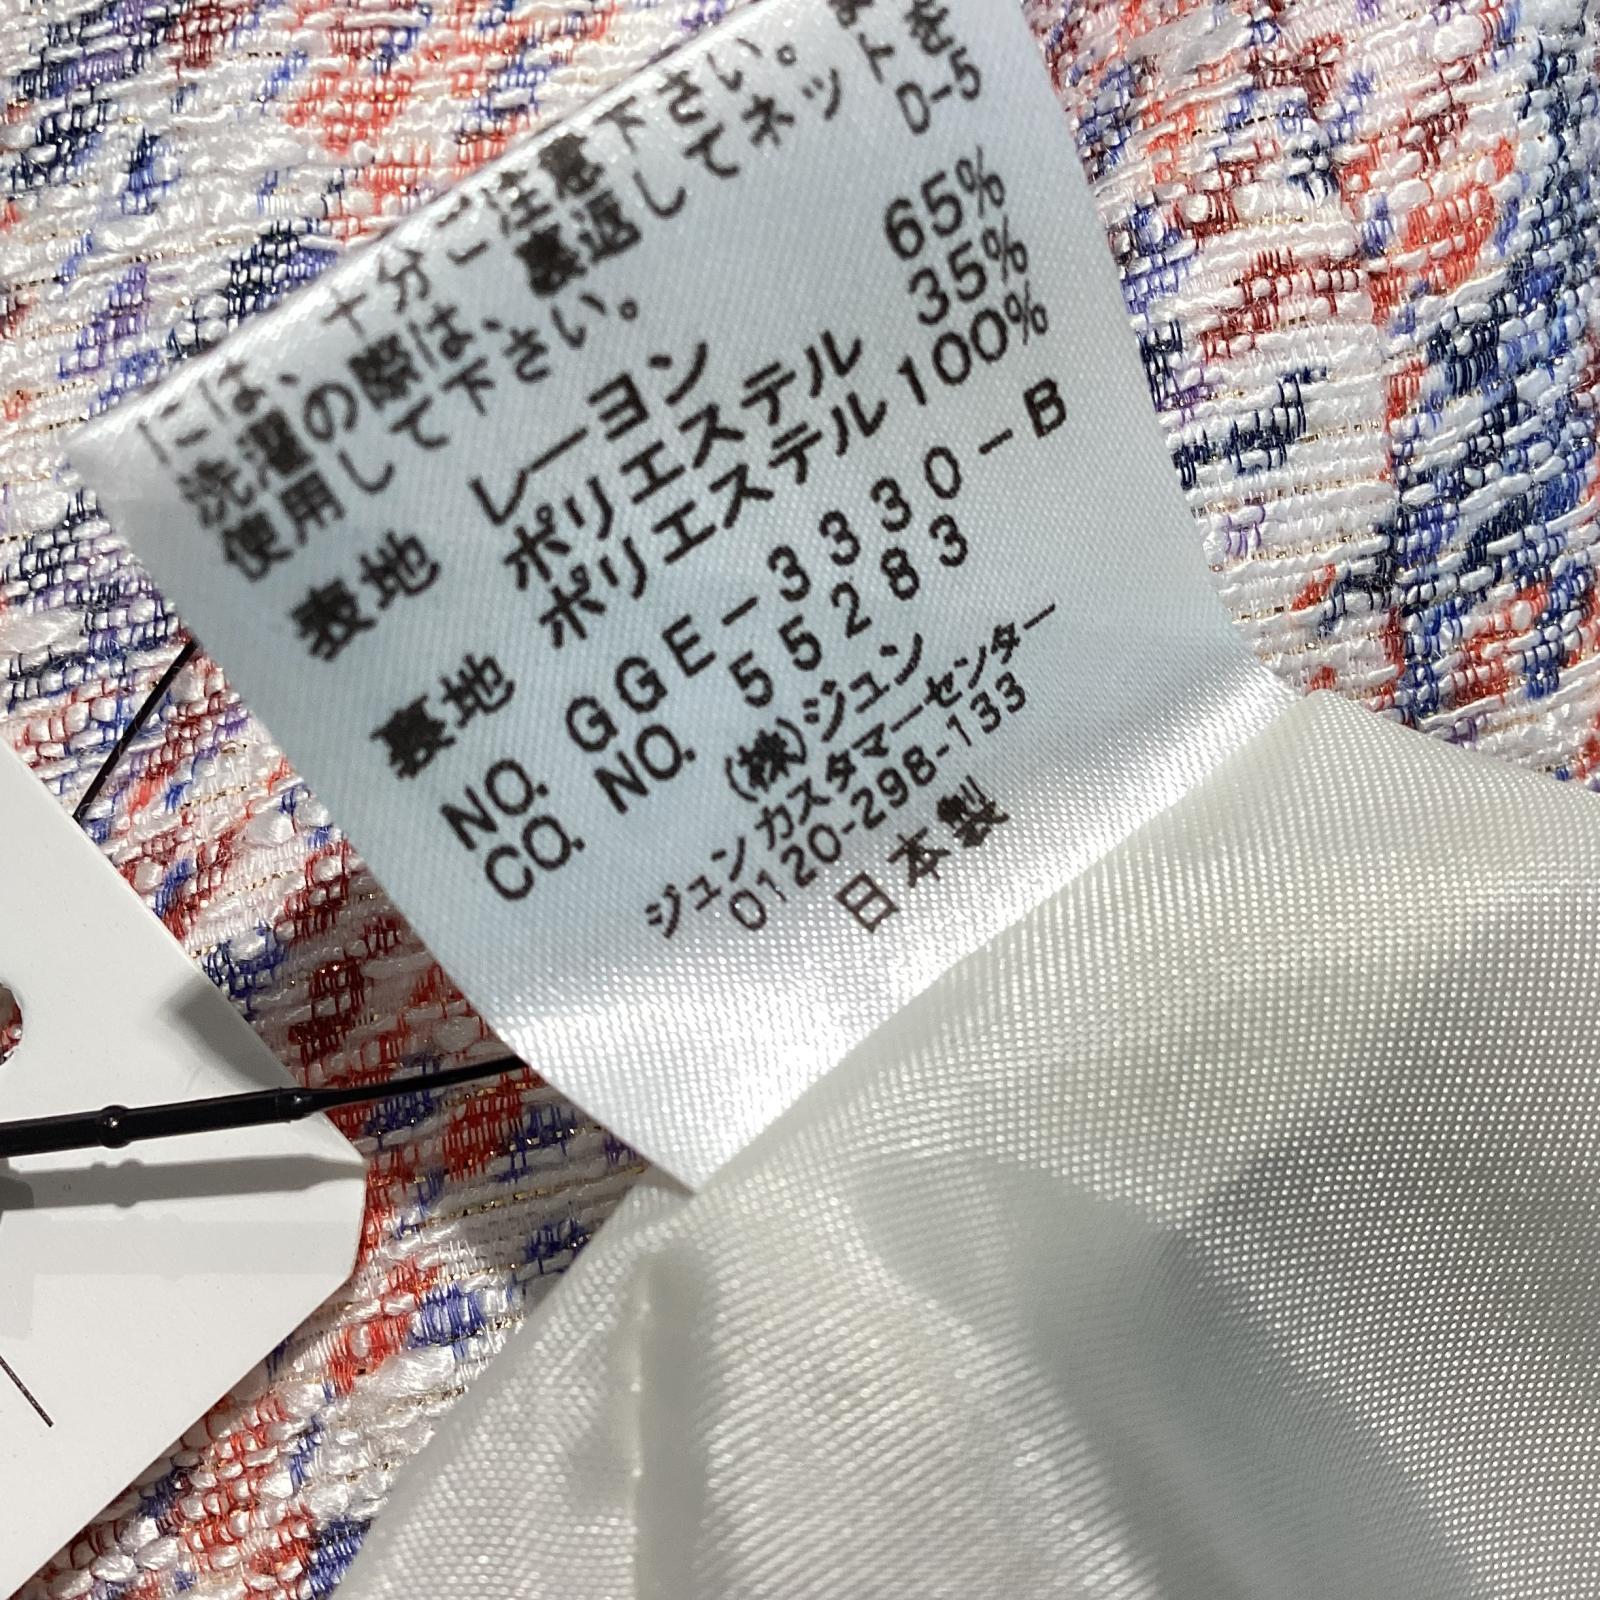 には、十分ご注意下さい。
洗濯の際は、裏返してネッ
使用して下さい。
D-5
表地 レーヨン 65%
ポリエステル 35%
裏地 ポリエステル 100%
NO. GGE-3330-B
CO. NO. 55283
(株)ジュン
ジュン カスタマーセンター
0120-298-133
日本製